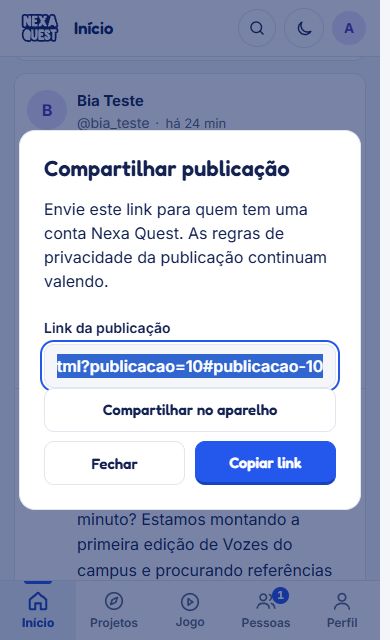 NEXA
QUEST
Início
A
B
Bia Teste
@bia_teste · há 24 min
Compartilhar publicação
Envie este link para quem tem uma
conta Nexa Quest. As regras de
privacidade da publicação continuam
valendo.
Link da publicação
tml?publicacao=10#publicacao-10
Compartilhar no aparelho
Fechar
Copiar link
minuto? Estamos montando a
primeira edição de Vozes do
campus e procurando referências
1
Início
Projetos
Jogo
Pessoas
Perfil